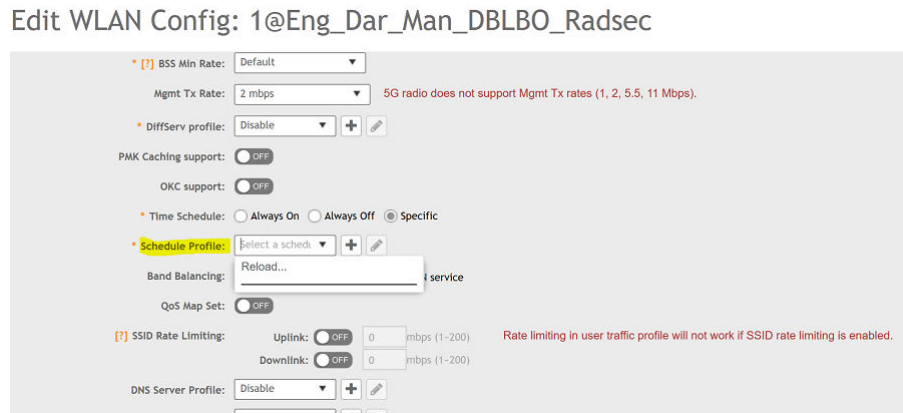 Edit WLAN Config: 1@Eng_Dar_Man_DBLBO_Radsec
* [?] BSS Min Rate: Default
Mgmt Tx Rate: 2 mbps 5G radio does not support Mgmt Tx rates (1, 2, 5.5, 11 Mbps).
* DiffServ profile: Disable
PMK Caching support: OFF
OKC support: OFF
* Time Schedule: Always On Always Off Specific
* Schedule Profile: Select a schedu
Reload...
Band Balancing: service
QoS Map Set: OFF
[?] SSID Rate Limiting: Uplink: OFF 0 mbps (1-200) Rate limiting in user traffic profile will not work if SSID rate limiting is enabled.
Downlink: OFF 0 mbps (1-200)
DNS Server Profile: Disable